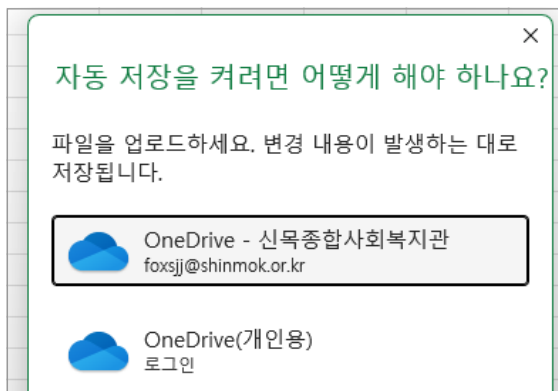 자동 저장을 켜려면 어떻게 해야 하나요?
파일을 업로드하세요. 변경 내용이 발생하는 대로
저장됩니다.
OneDrive - 신목종합사회복지관
foxsjj@shinmok.or.kr
OneDrive(개인용)
로그인